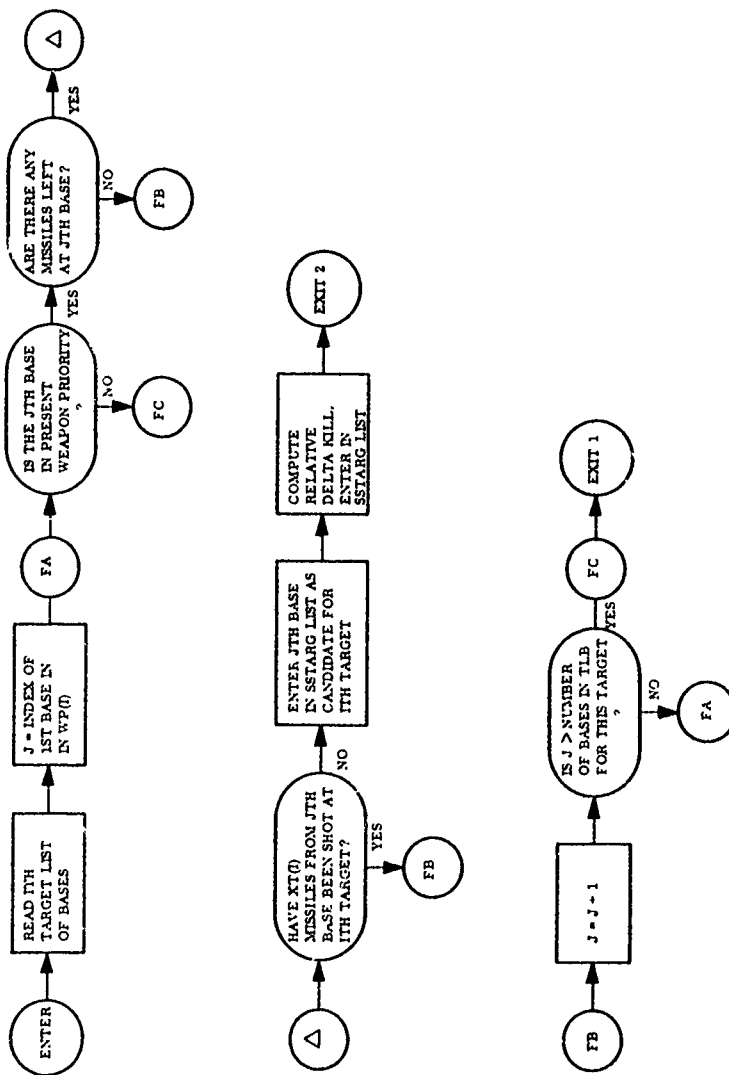 ENTER
READ ITH
TARGET LIST
OF BASES
J = INDEX OF
1ST BASE IN
IN WP(I)
FA
IS THE JTH BASE
IN PRESENT
WEAPON PRIORITY
?
YES
NO
FC
ARE THERE ANY
MISSILES LEFT
AT JTH BASE?
YES
NO
FB
Δ
Δ
HAVE XT(I)
MISSILES FROM JTH
BASE BEEN SHOT AT
ITH TARGET?
NO
YES
FB
ENTER JTH BASE
IN SSTARG LIST AS
CANDIDATE FOR
ITH TARGET
COMPUTE
RELATIVE
DELTA KILL,
ENTER IN
SSTARG LIST
EXIT 2
FB
J = J + 1
IS J > NUMBER
OF BASES IN TLB
FOR THIS TARGET
?
YES
NO
FA
FC
EXIT 1